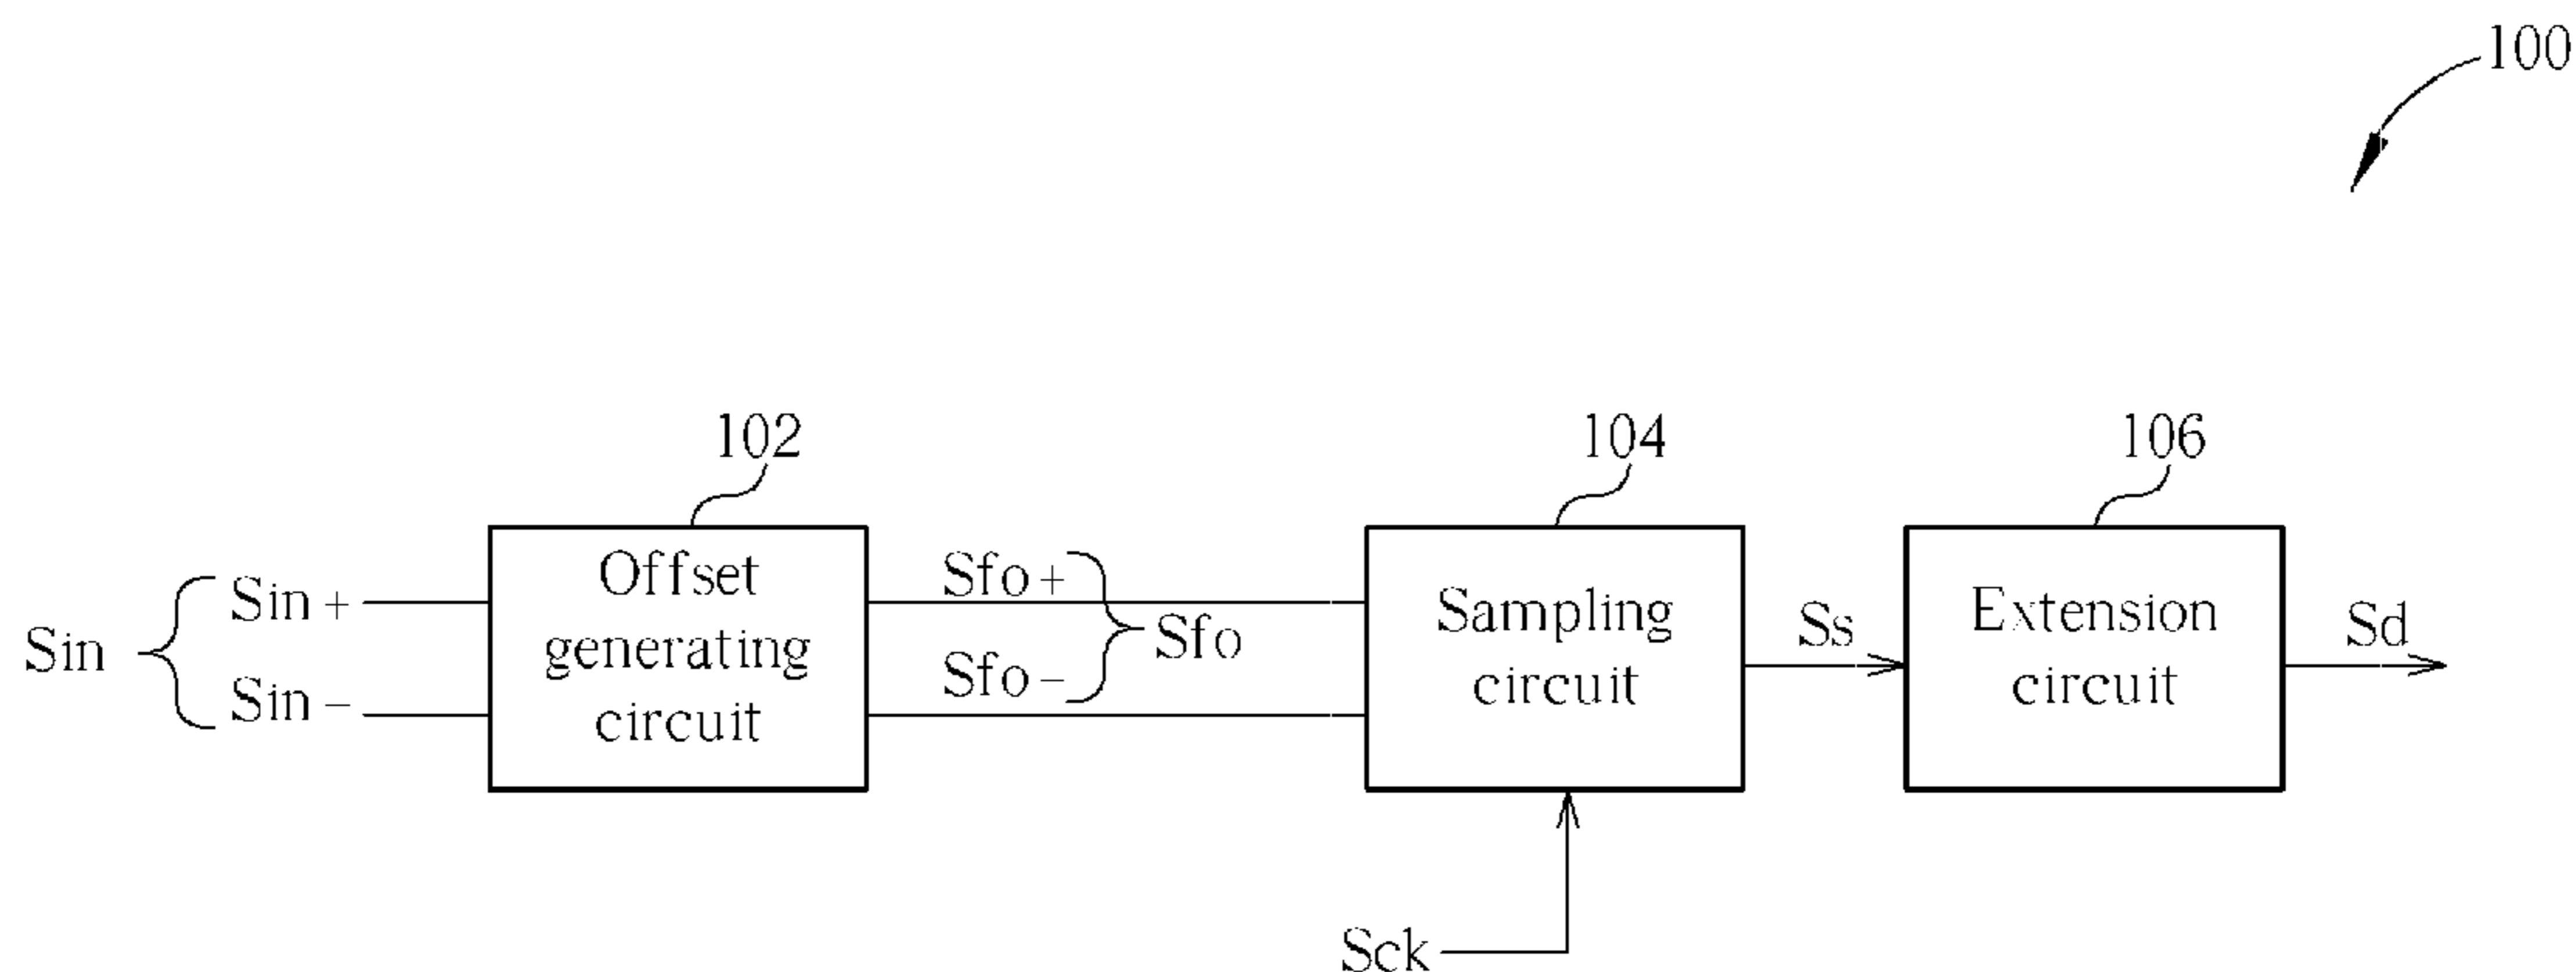 100
102
104
106
Sin
Sin+
Sin-
Offset
generating
circuit
Sfo+
Sfo-
Sfo
Sampling
circuit
Ss
Extension
circuit
Sd
Sck